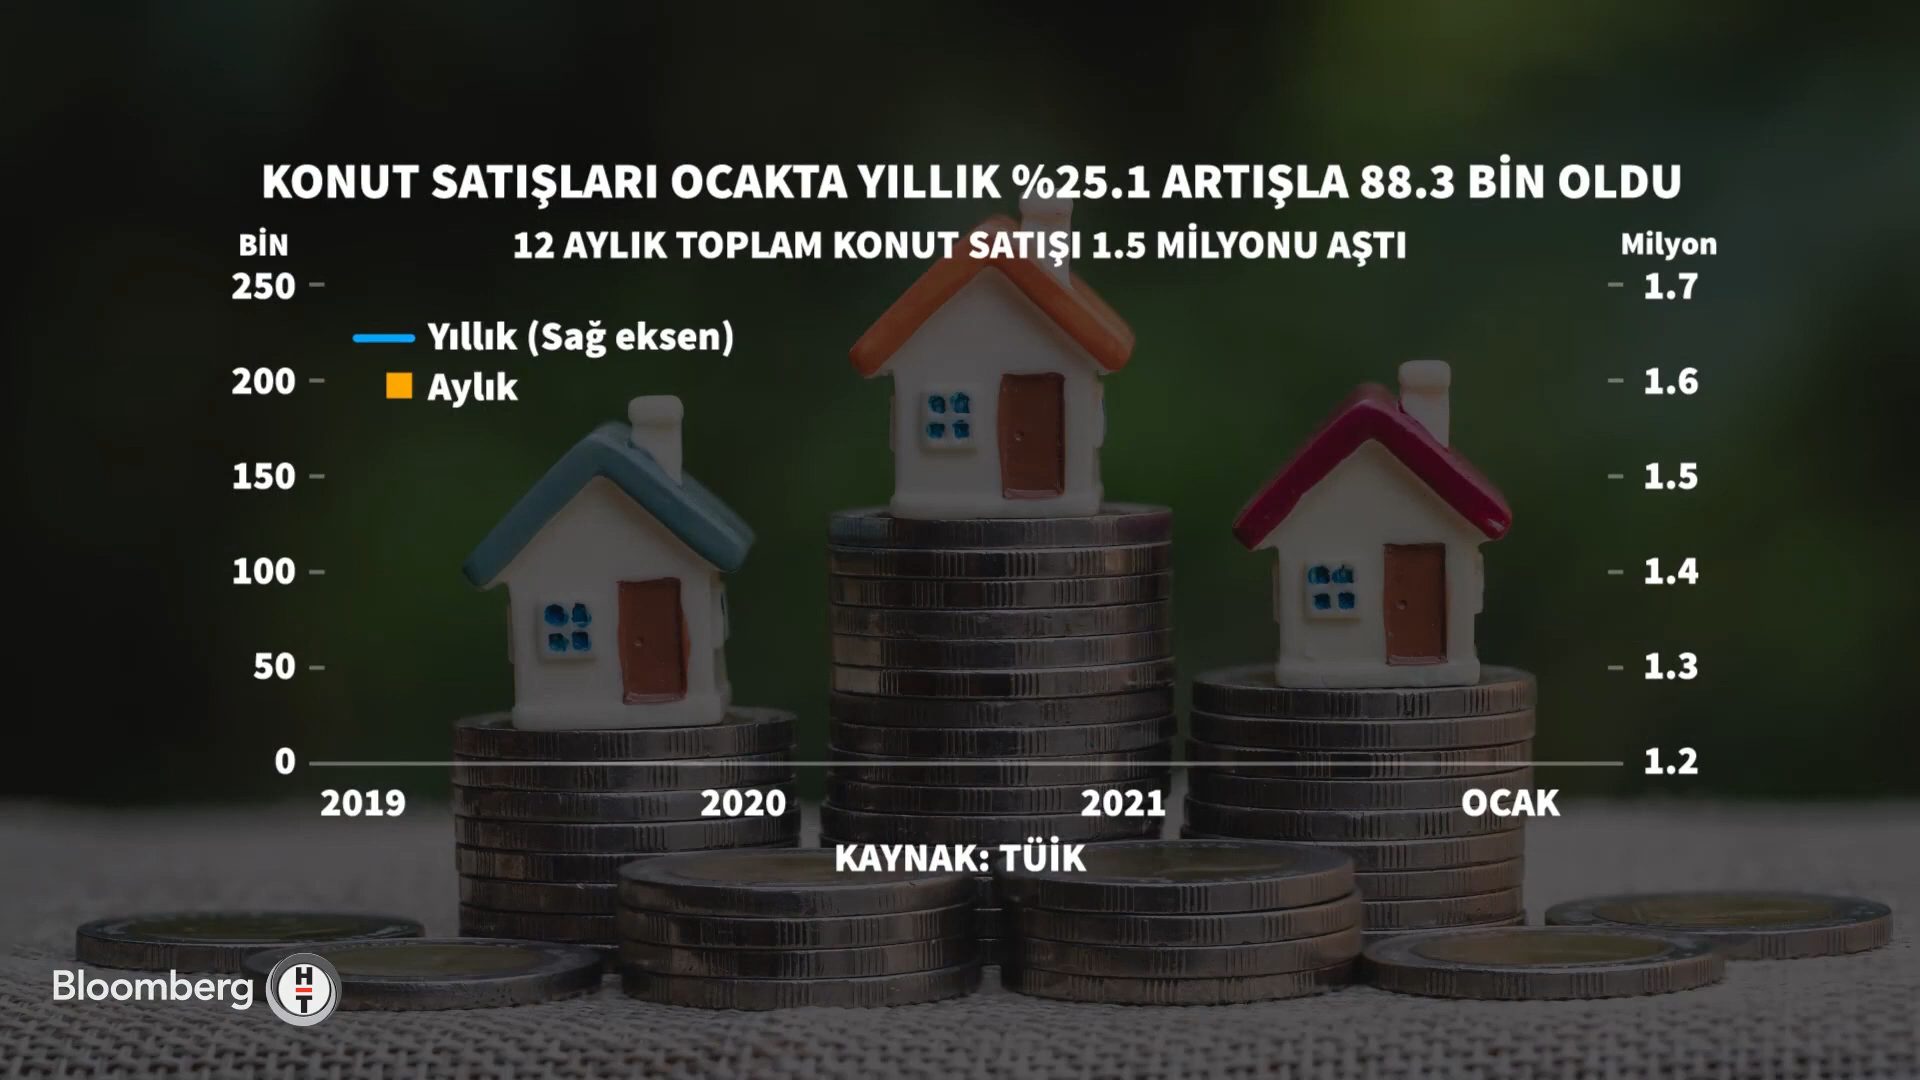 KONUT SATIŞLARI OCAKTA YILLIK %25.1 ARTIŞLA 88.3 BİN OLDU
12 AYLIK TOPLAM KONUT SATIŞI 1.5 MİLYONU AŞTI
BİN
Milyon
250
1.7
Yıllık (Sağ eksen)
200
1.6
Aylık
150
1.5
100
1.4
50
1.3
0
1.2
2019
2020
2021
OCAK
KAYNAK: TÜİK
Bloomberg HT